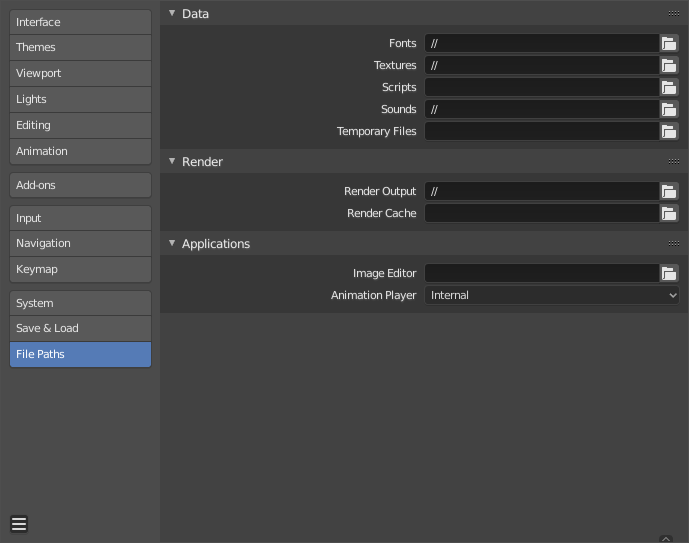 Interface
Themes
Viewport
Lights
Editing
Animation
Add-ons
Input
Navigation
Keymap
System
Save & Load
File Paths
Data
Fonts //
Textures //
Scripts
Sounds //
Temporary Files
Render
Render Output //
Render Cache
Applications
Image Editor
Animation Player Internal